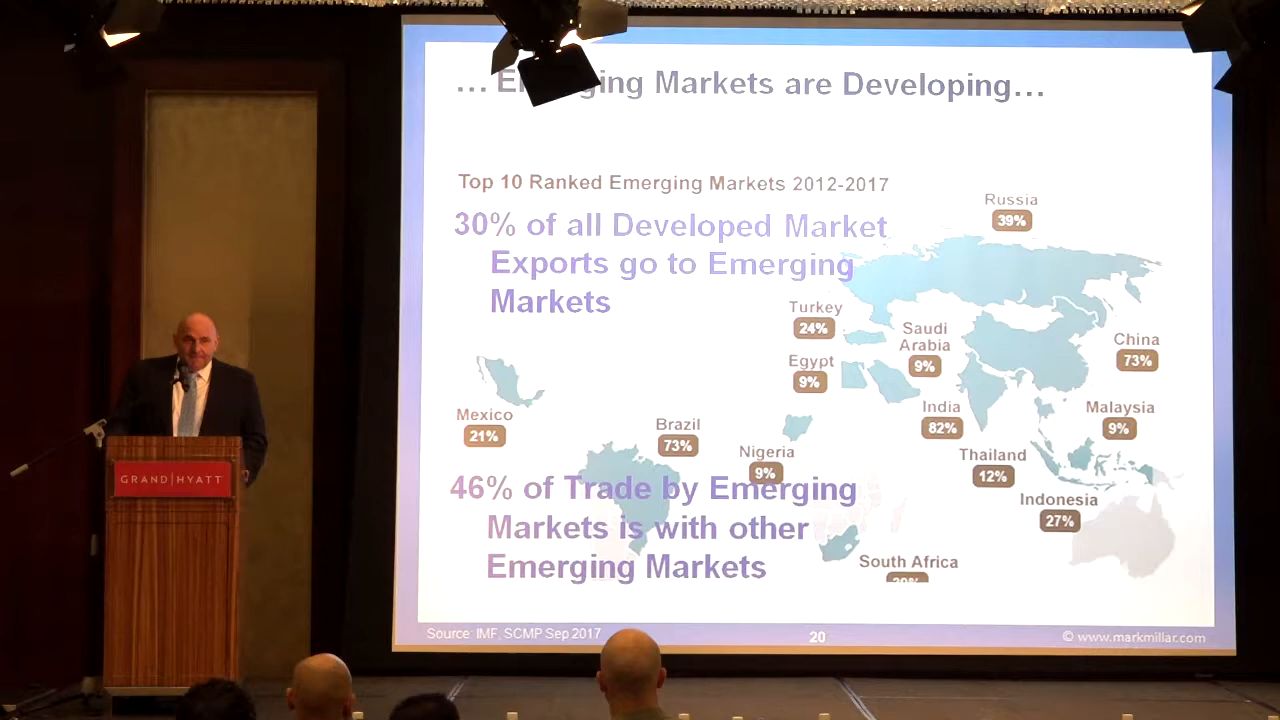 ... Emerging Markets are Developing...
Top 10 Ranked Emerging Markets 2012-2017
30% of all Developed Market
Exports go to Emerging
Markets
Russia
39%
Turkey
24%
Saudi
Arabia
9%
China
73%
Egypt
9%
India
82%
Malaysia
9%
Mexico
21%
Brazil
73%
Nigeria
9%
Thailand
12%
Indonesia
27%
46% of Trade by Emerging
Markets is with other
Emerging Markets
South Africa
Source: IMF, SCMP Sep 2017
20
© www.markmillar.com
GRAND|HYATT